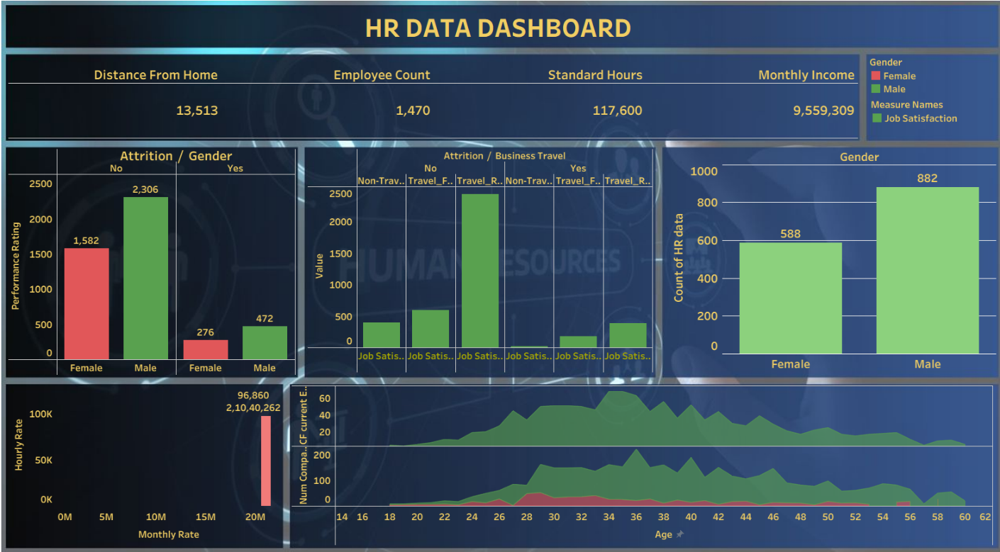 HR DATA DASHBOARD
Distance From Home Employee Count Standard Hours Monthly Income
13,513 1,470 117,600 9,559,309
Gender
Female
Male
Measure Names
Job Satisfaction
Attrition / Gender
No Yes
Performance Rating
2500
2000
1500
1000
500
0
1,582
2,306
276
472
Female Male Female Male
Attrition / Business Travel
No Yes
Non-Trav.. Travel_F.. Travel_R.. Non-Trav.. Travel_F.. Travel_R..
Value
2500
2000
1500
1000
500
0
HUMAN RESOURCES
Job Satis.. Job Satis.. Job Satis.. Job Satis.. Job Satis.. Job Satis..
Gender
Count of HR data
1000
800
600
400
200
0
588
882
Female Male
Hourly Rate
100K
50K
0K
96,860
2,10,40,262
0M 5M 10M 15M 20M
Monthly Rate
CF current E..
60
40
20
Num Compa..
200
100
0
14 16 18 20 22 24 26 28 30 32 34 36 38 40 42 44 46 48 50 52 54 56 58 60 62
Age